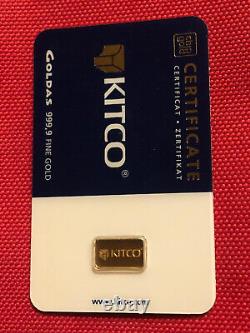 CERTIFICATE
CERTIFICAT • ZERTIFIKAT
KITCO®
GOLDAS 999,9 FINE GOLD
KITCO